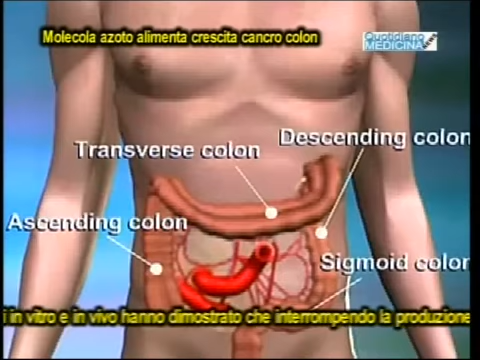 Molecola azoto alimenta crescita cancro colon
Quotidiano
MEDICINA
Descending colon
Transverse colon
Ascending colon
Sigmoid colon
i in vitro e in vivo hanno dimostrato che interrompendo la produzione